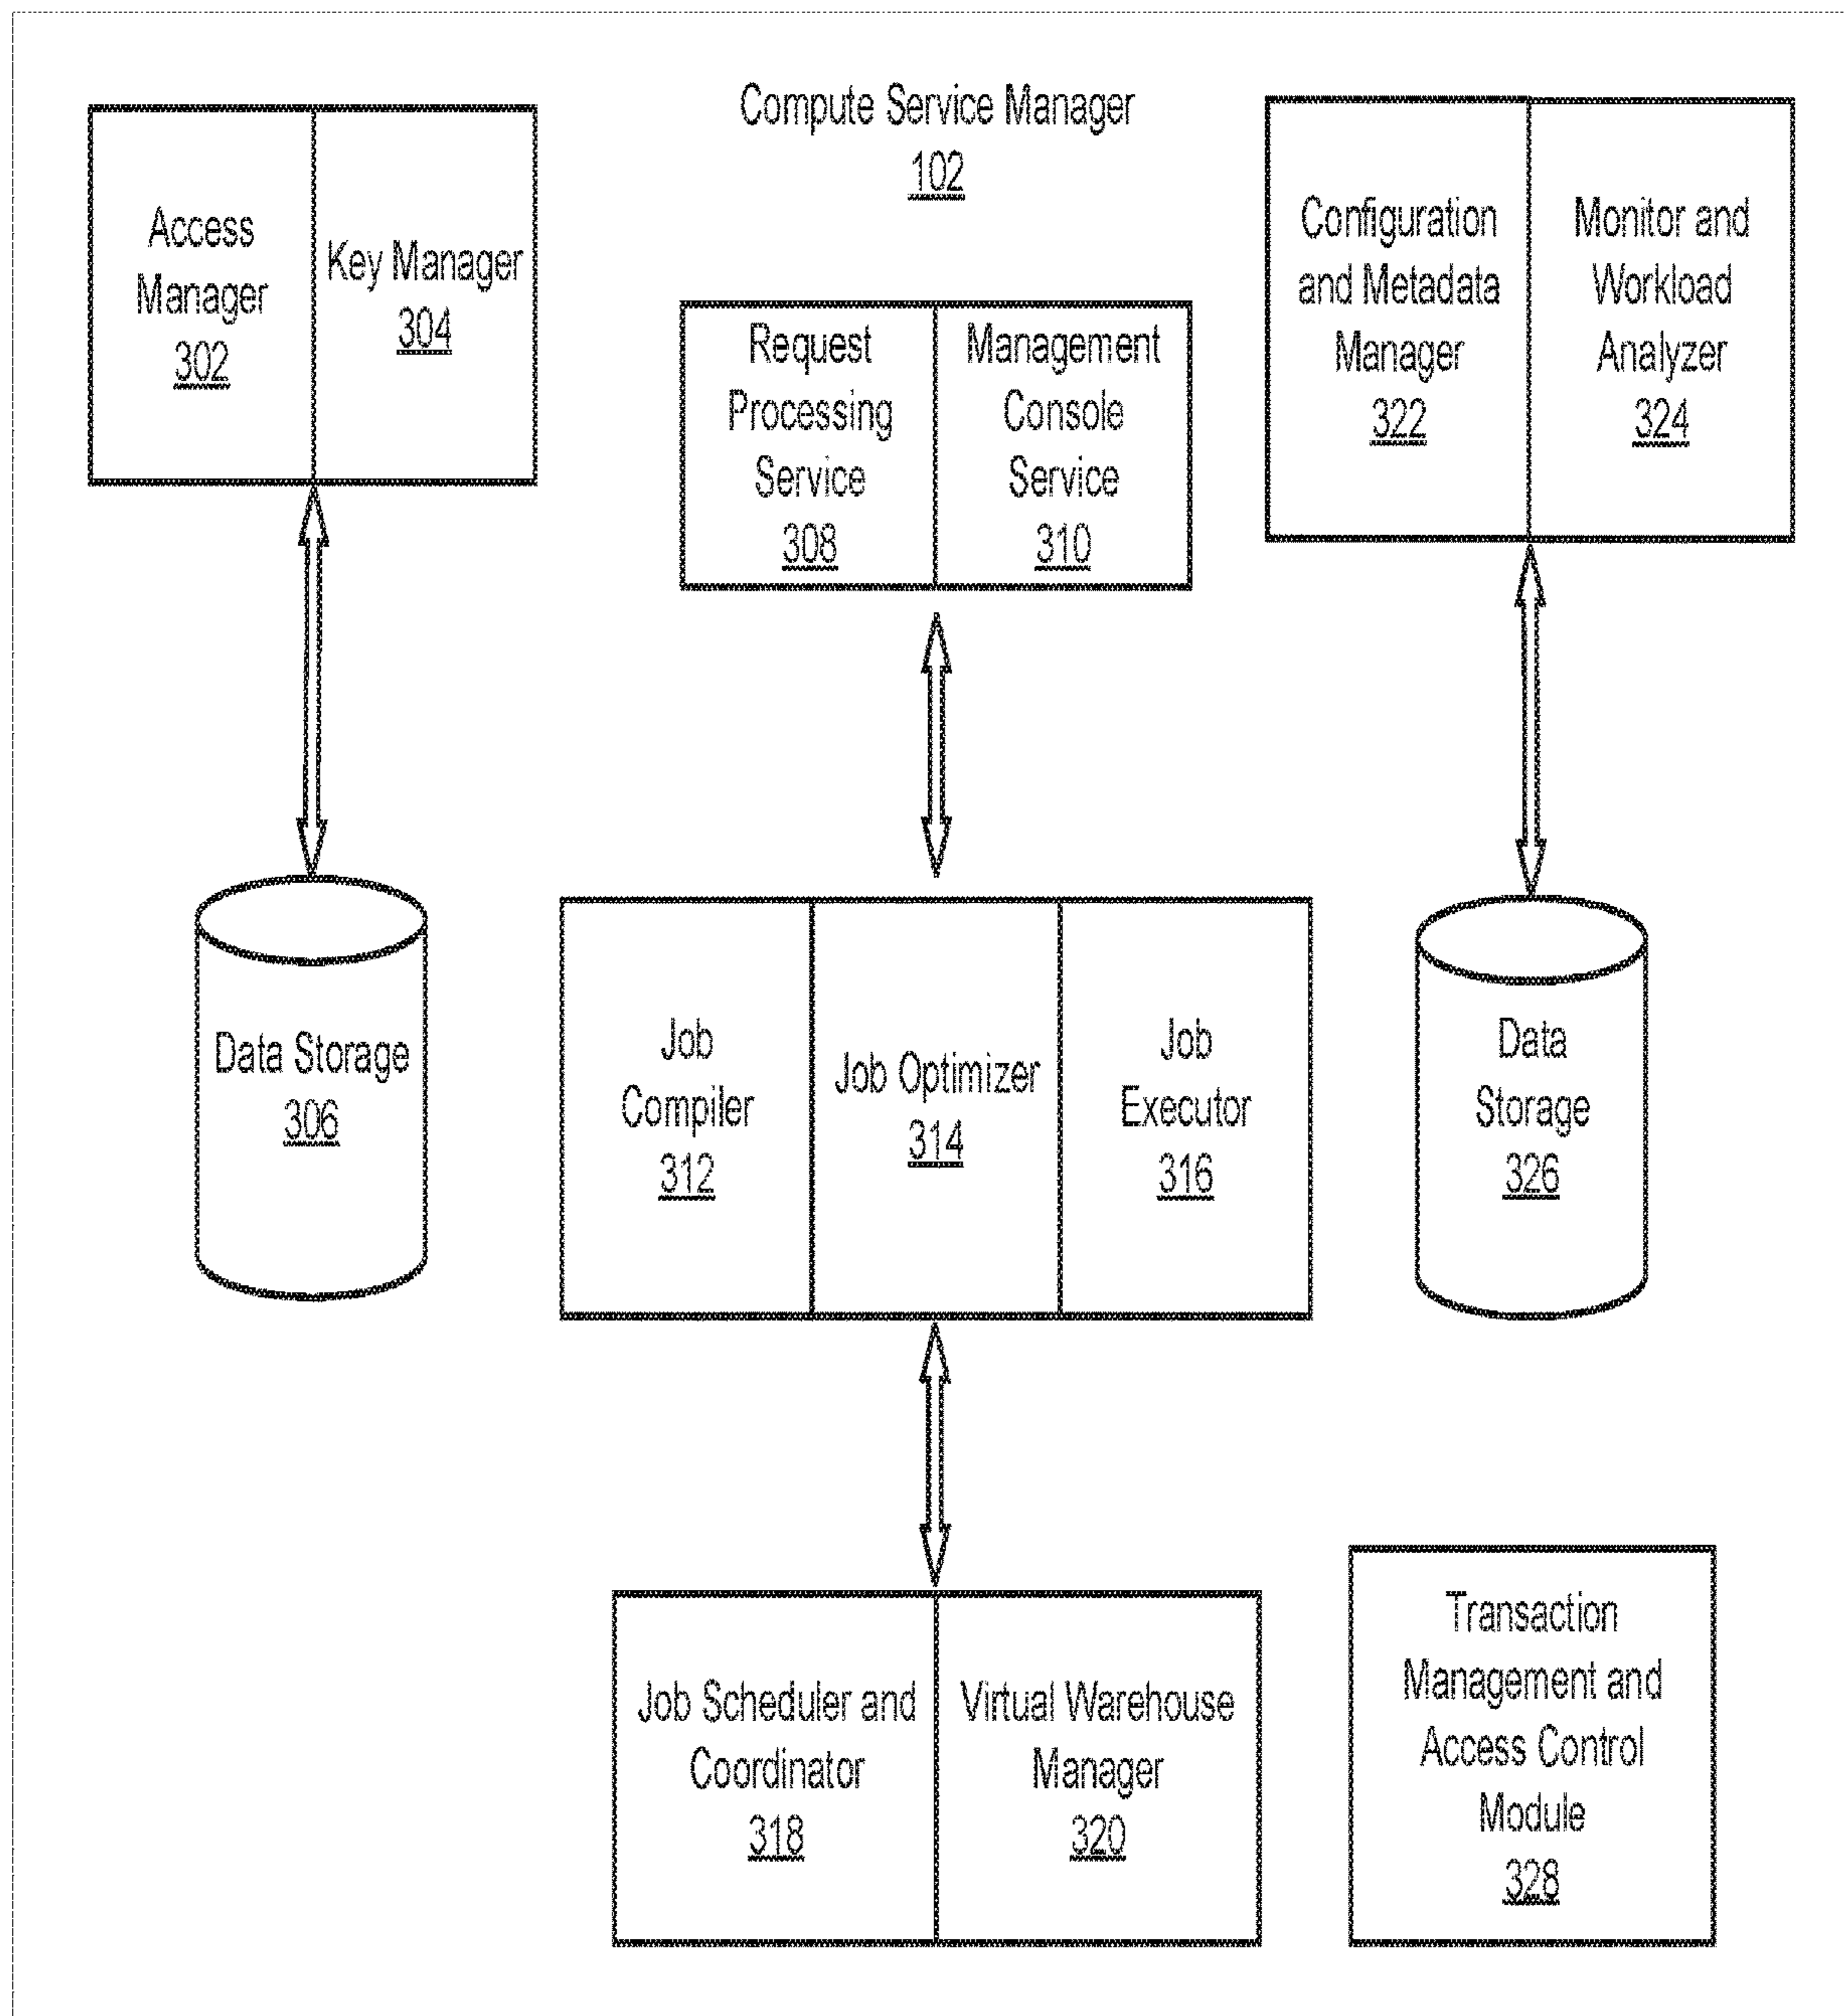 Compute Service Manager
102
Access
Manager
302
Key Manager
304
Request
Processing
Service
308
Management
Console
Service
310
Configuration
and Metadata
Manager
322
Monitor and
Workload
Analyzer
324
Data Storage
306
Job
Compiler
312
Job Optimizer
314
Job
Executor
316
Data
Storage
326
Job Scheduler and
Coordinator
318
Virtual Warehouse
Manager
320
Transaction
Management and
Access Control
Module
328